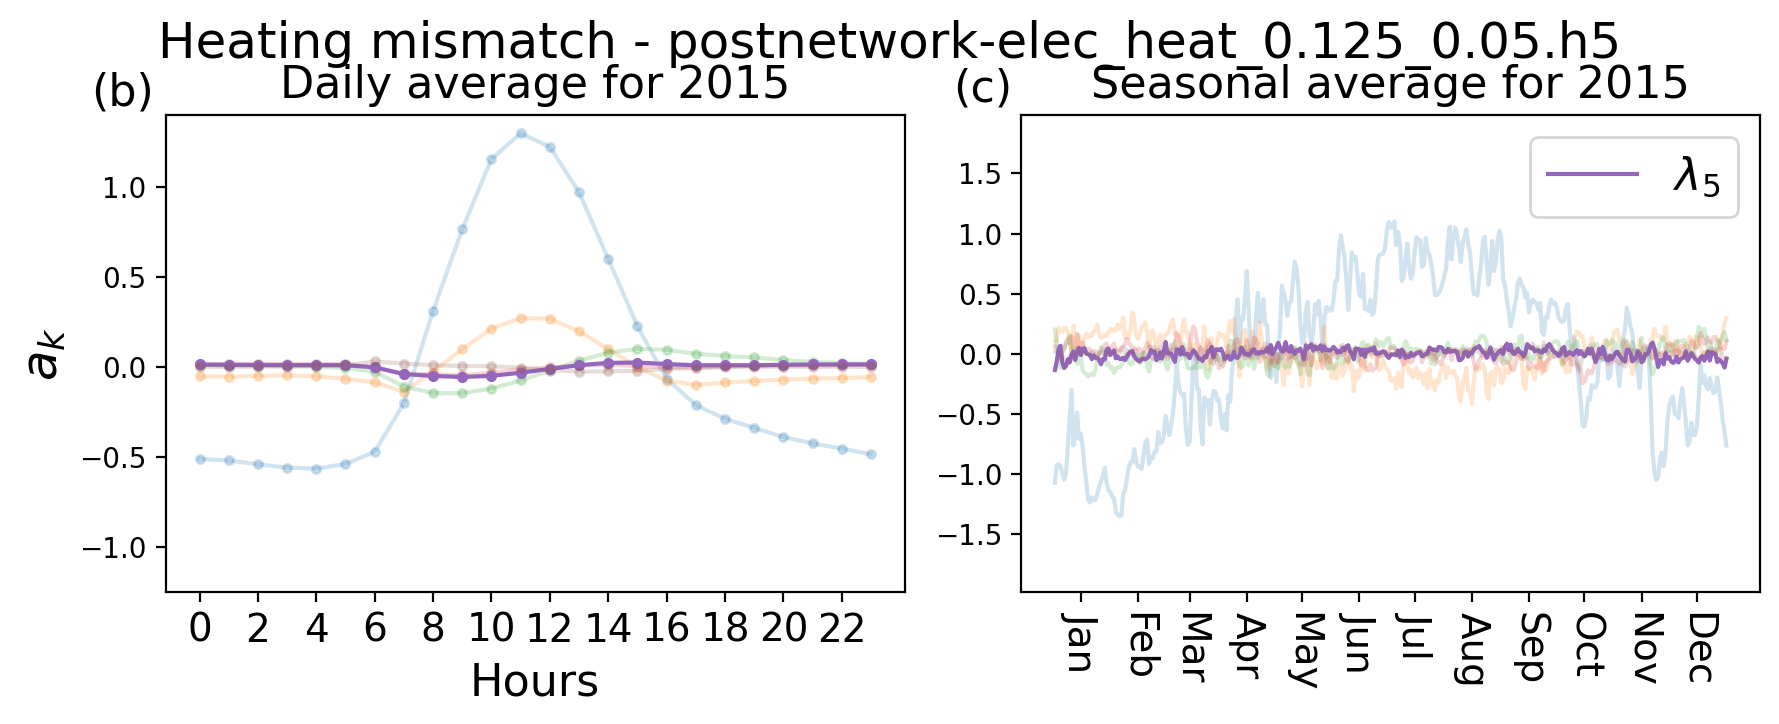 Heating mismatch - postnetwork-elec_heat_0.125_0.05.h5
(b)
Daily average for 2015
1.0
0.5
0.0
−0.5
−1.0
a_k
0 2 4 6 8 10 12 14 16 18 20 22
Hours
(c)
Seasonal average for 2015
λ_5
1.5
1.0
0.5
0.0
−0.5
−1.0
−1.5
Jan Feb Mar Apr May Jun Jul Aug Sep Oct Nov Dec